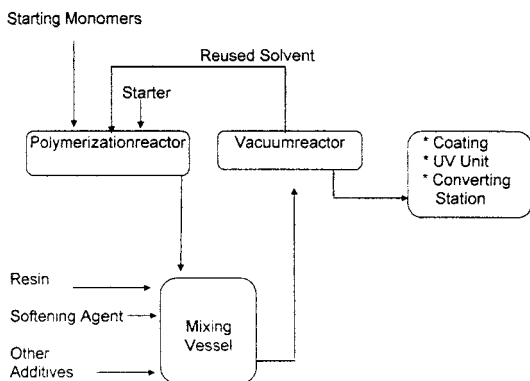 Starting Monomers
Reused Solvent
Starter
Polymerizationreactor
Vacuumreactor
* Coating
* UV Unit
* Converting
Station
Resin
Softening Agent
Other
Additives
Mixing
Vessel